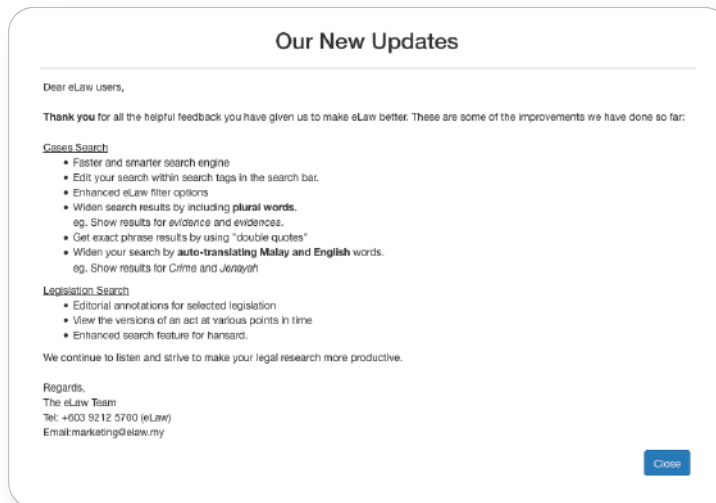 Our New Updates
Dear eLaw users,
Thank you for all the helpful feedback you have given us to make eLaw better. These are some of the improvements we have done so far:
Cases Search
• Faster and smarter search engine
• Edit your search within search tags in the search bar.
• Enhanced eLaw filter options
• Widen search results by including plural words.
eg. Show results for evidence and evidences.
• Get exact phrase results by using "double quotes"
• Widen your search by auto-translating Malay and English words.
eg. Show results for Crime and Jenayah
Legislation Search
• Editorial annotations for selected legislation
• View the versions of an act at various points in time
• Enhanced search feature for hansard.
We continue to listen and strive to make your legal research more productive.
Regards,
The eLaw Team
Tel: +603 9212 5700 (eLaw)
Email:marketing@elaw.my
Close